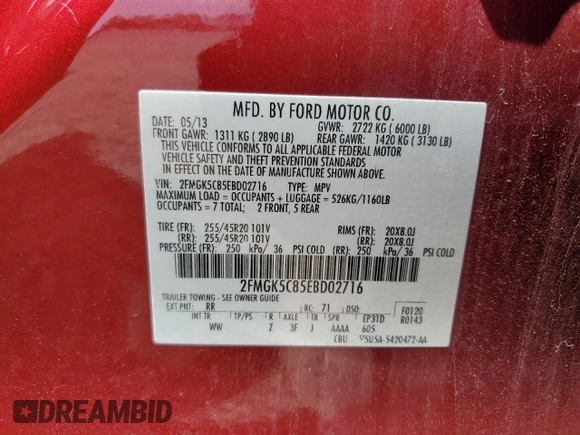 MFD. BY FORD MOTOR CO.
DATE: 05/13 GVWR: 2722 KG ( 6000 LB)
FRONT GAWR: 1311 KG ( 2890 LB) REAR GAWR: 1420 KG ( 3130 LB)
THIS VEHICLE CONFORMS TO ALL APPLICABLE FEDERAL MOTOR
VEHICLE SAFETY AND THEFT PREVENTION STANDARDS
IN EFFECT ON THE DATE OF MANUFACTURE SHOWN ABOVE.
VIN: 2FMGK5C85EBD02716 TYPE: MPV
MAXIMUM LOAD = OCCUPANTS + LUGGAGE = 526KG/1160LB
OCCUPANTS = 7 TOTAL: 2 FRONT, 5 REAR
TIRE (FR): 255/45R20 101V RIMS (FR): 20X8.0J
(RR): 255/45R20 101V (RR): 20X8.0J
PRESSURE (FR): 250 kPa/ 36 PSI COLD (RR): 250 kPa/ 36 PSI COLD
2FMGK5C85EBD02716
TRAILER TOWING - SEE OWNER GUIDE
EXT PNT: RR RC: 71 DSO: F0120
R0143
INT TR TP/PS R AXLE TR SPR EP31D
WW Z 3F J AAAA 605
CBU 5USA-5420472-AA
DREAMBID